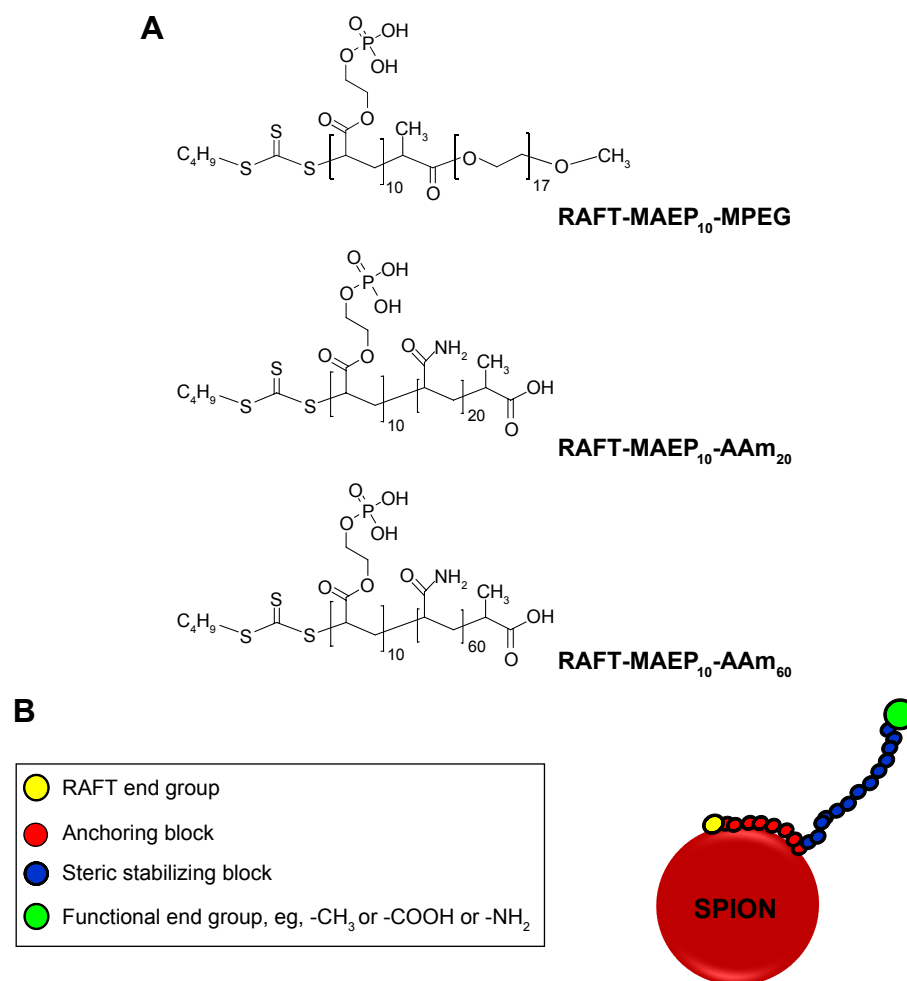 A
O
P
OH
O
OH
O
O
CH3
S
C4H9
S
S
10
O
O
17
O
CH3
RAFT-MAEP10-MPEG
O
P
OH
O
OH
O
O
O
NH2
CH3
S
C4H9
S
S
10
20
OH
O
RAFT-MAEP10-AAm20
O
P
OH
O
OH
O
O
O
NH2
CH3
S
C4H9
S
S
10
60
OH
O
RAFT-MAEP10-AAm60
B
RAFT end group
Anchoring block
Steric stabilizing block
Functional end group, eg, -CH3 or -COOH or -NH2
SPION